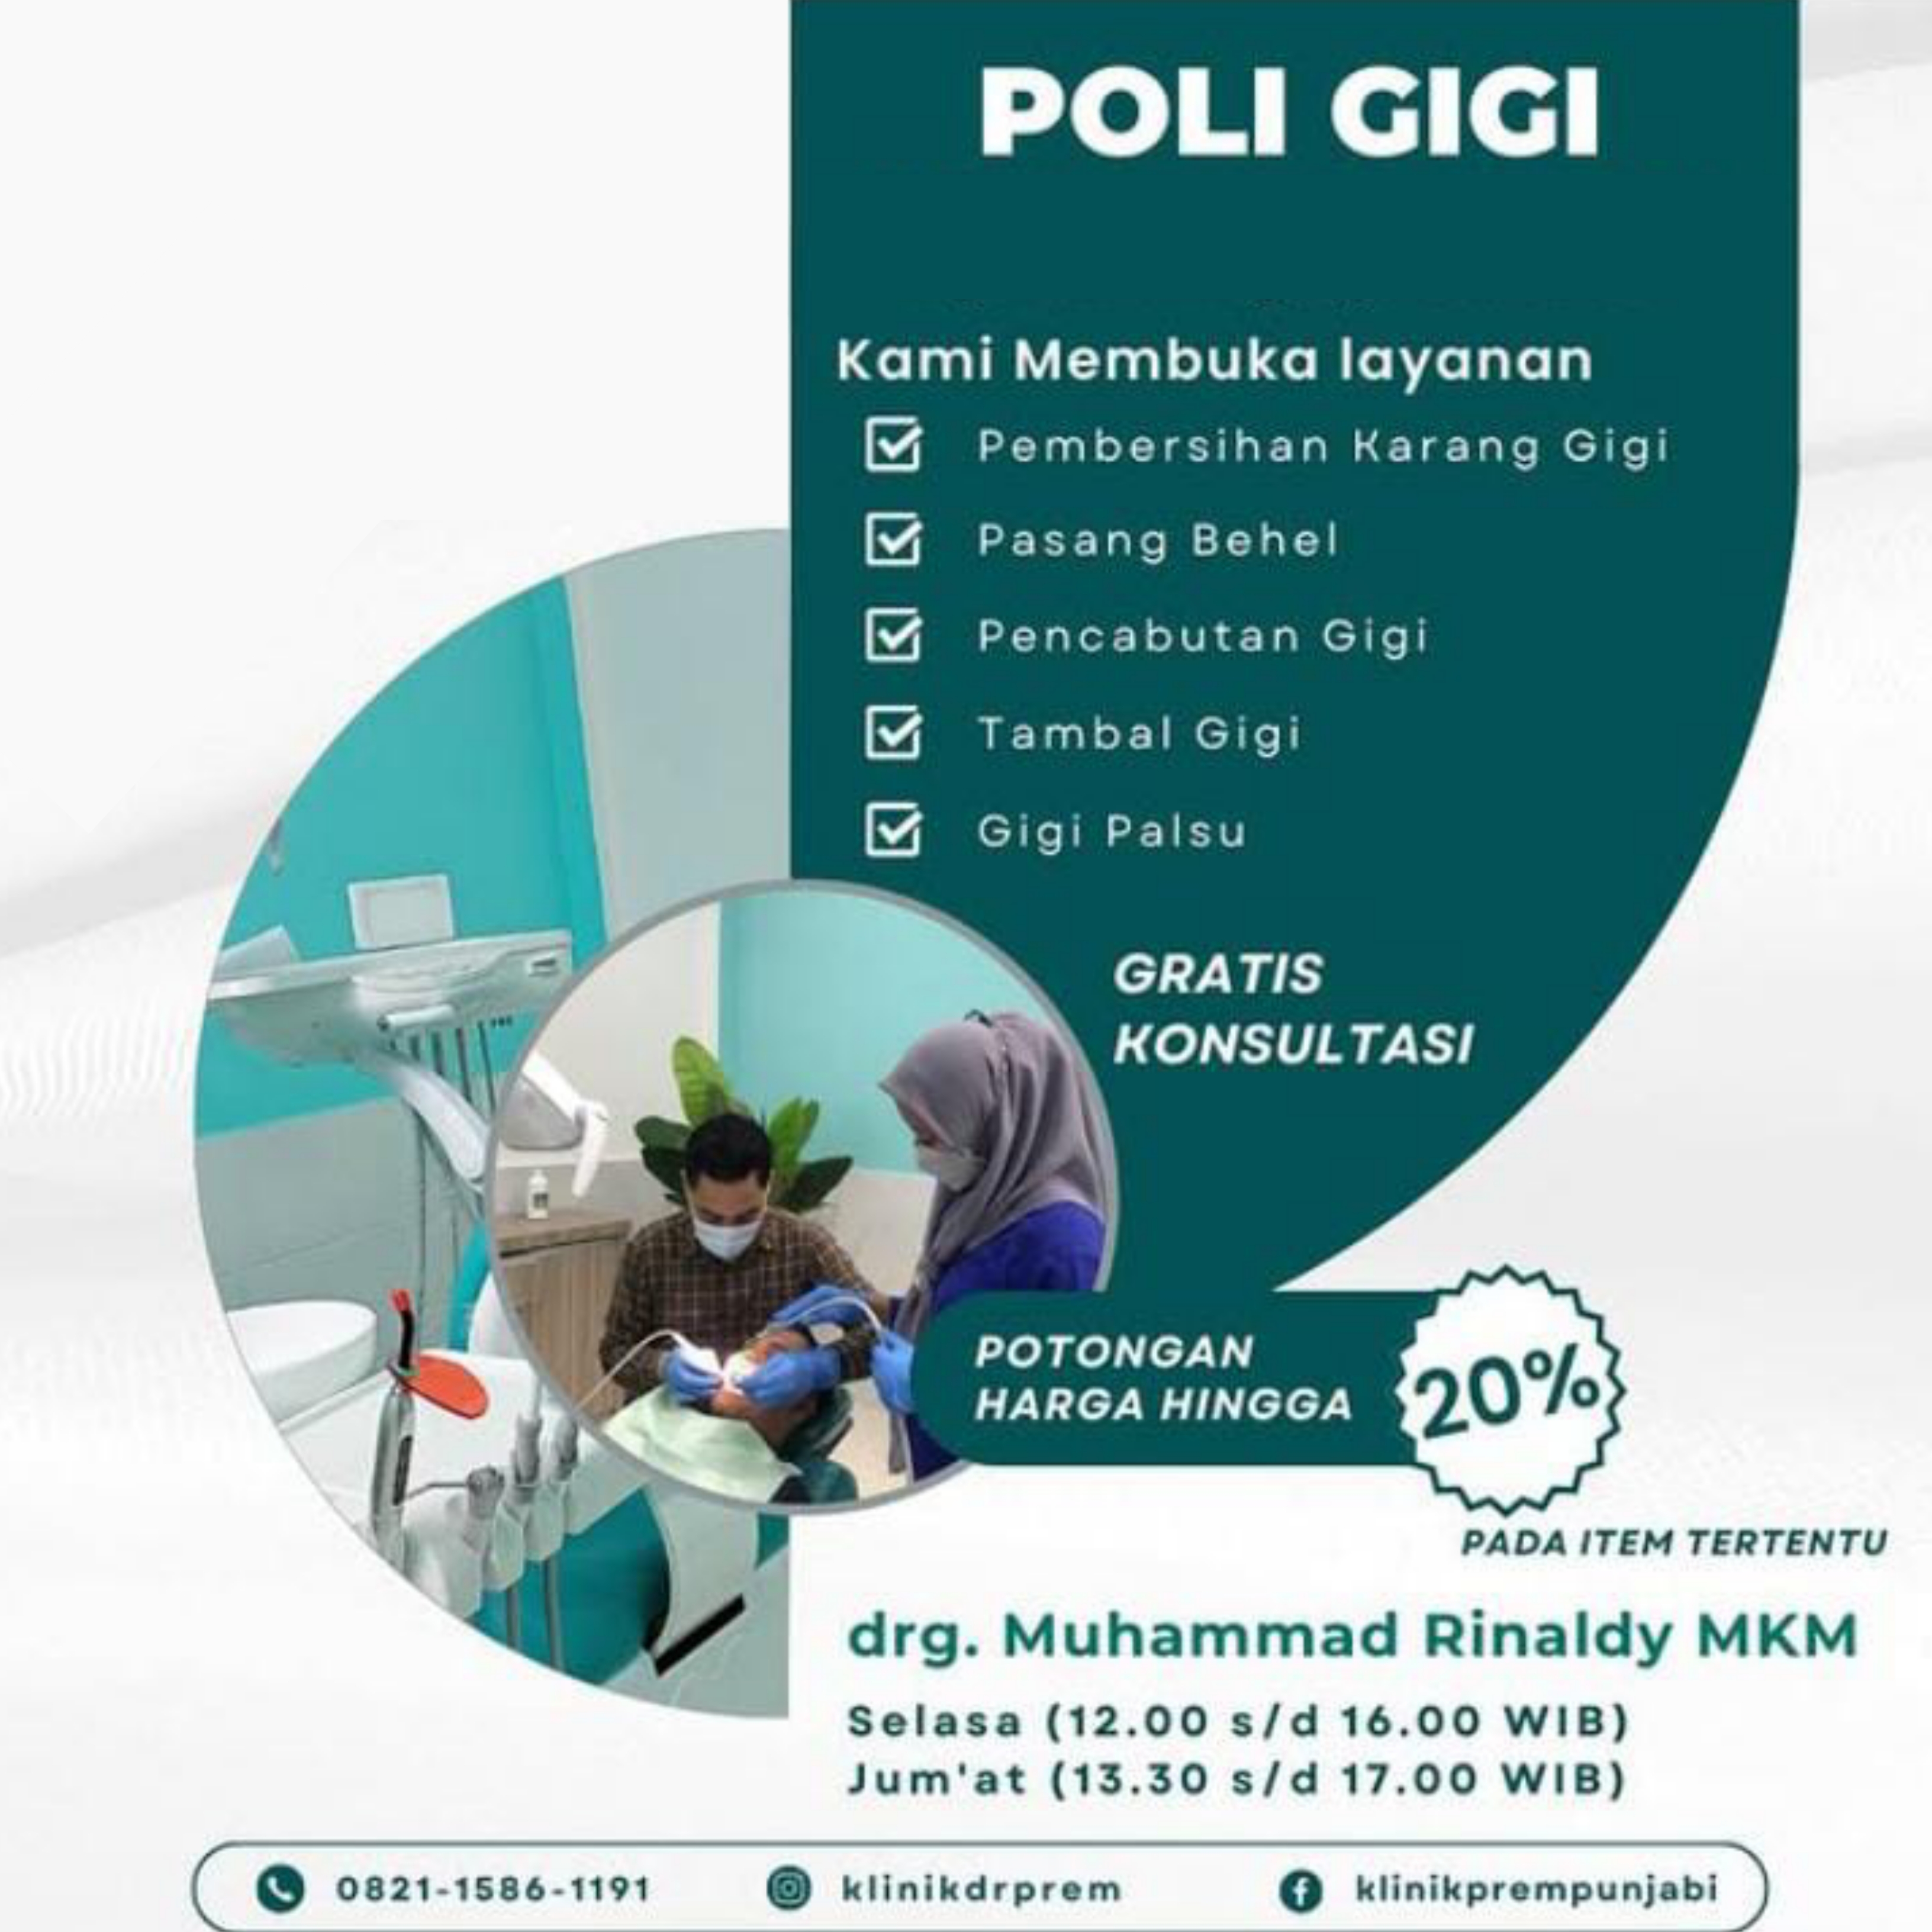 POLI GIGI
Kami Membuka layanan
Pembersihan Karang Gigi
Pasang Behel
Pencabutan Gigi
Tambal Gigi
Gigi Palsu
GRATIS
KONSULTASI
POTONGAN
HARGA HINGGA
20%
PADA ITEM TERTENTU
drg. Muhammad Rinaldy MKM
Selasa (12.00 s/d 16.00 WIB)
Jum'at (13.30 s/d 17.00 WIB)
0821-1586-1191
klinikdrprem
klinikprempunjabi